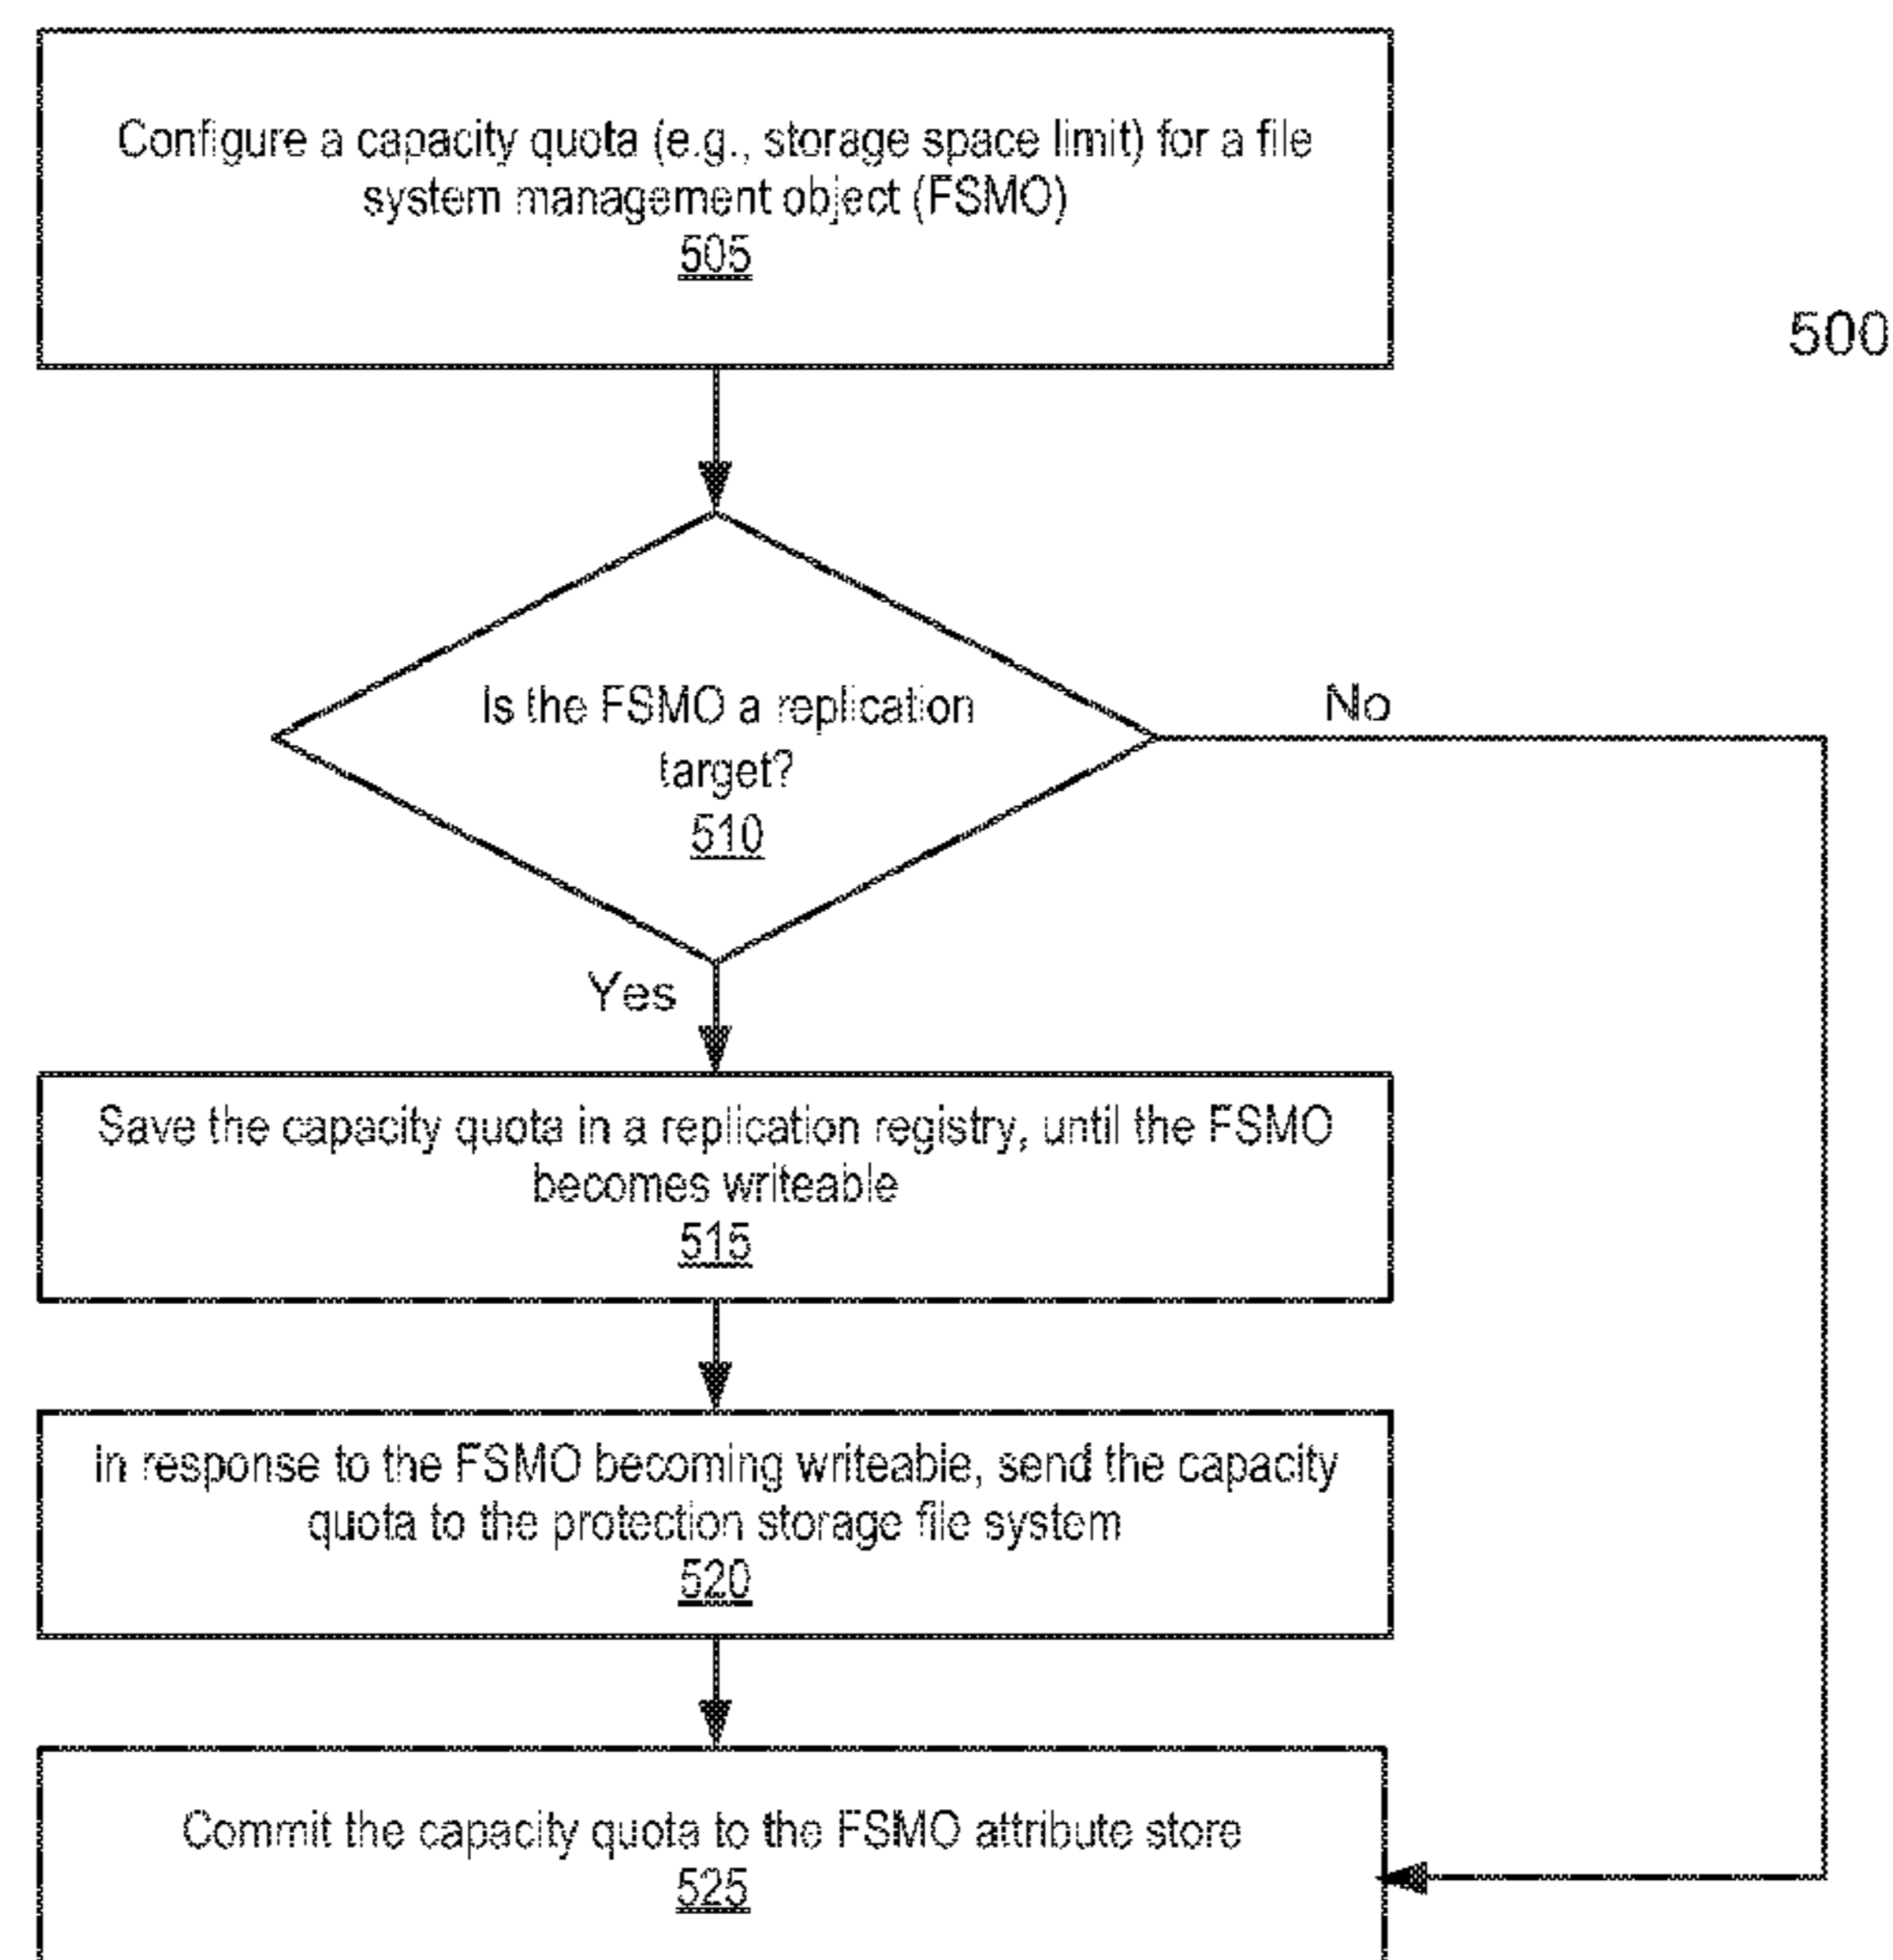 Configure a capacity quota (e.g., storage space limit) for a file
system management object (FSMO)
505
500
Is the FSMO a replication
target?
510
No
Yes
Save the capacity quota in a replication registry, until the FSMO
becomes writeable
515
In response to the FSMO becoming writeable, send the capacity
quota to the protection storage file system
520
Commit the capacity quota to the FSMO attribute store
525